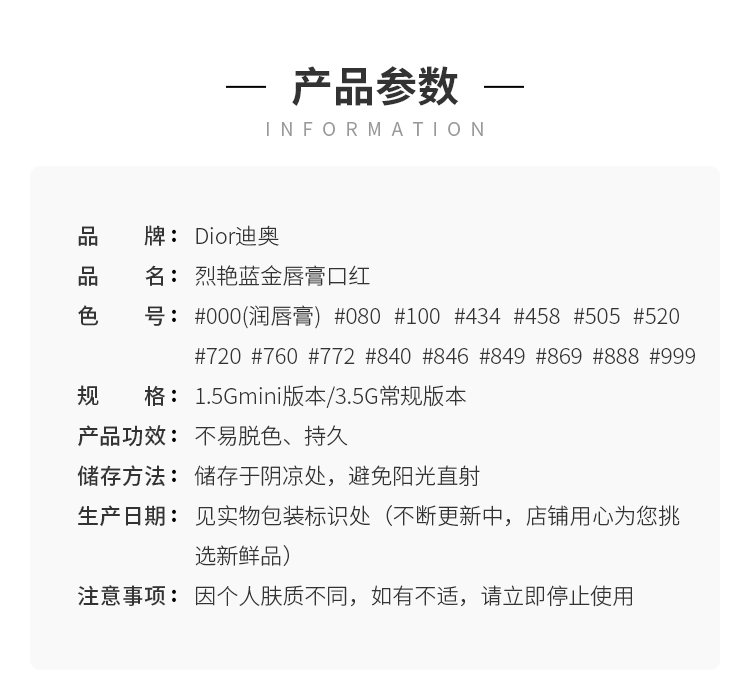 产品参数
INFORMATION
品牌：Dior迪奥
品名：烈艳蓝金唇膏口红
色号：#000(润唇膏) #080 #100 #434 #458 #505 #520
#720 #760 #772 #840 #846 #849 #869 #888 #999
规格：1.5Gmini版本/3.5G常规版本
产品功效：不易脱色、持久
储存方法：储存于阴凉处，避免阳光直射
生产日期：见实物包装标识处（不断更新中，店铺用心为您挑
选新鲜品）
注意事项：因个人肤质不同，如有不适，请立即停止使用